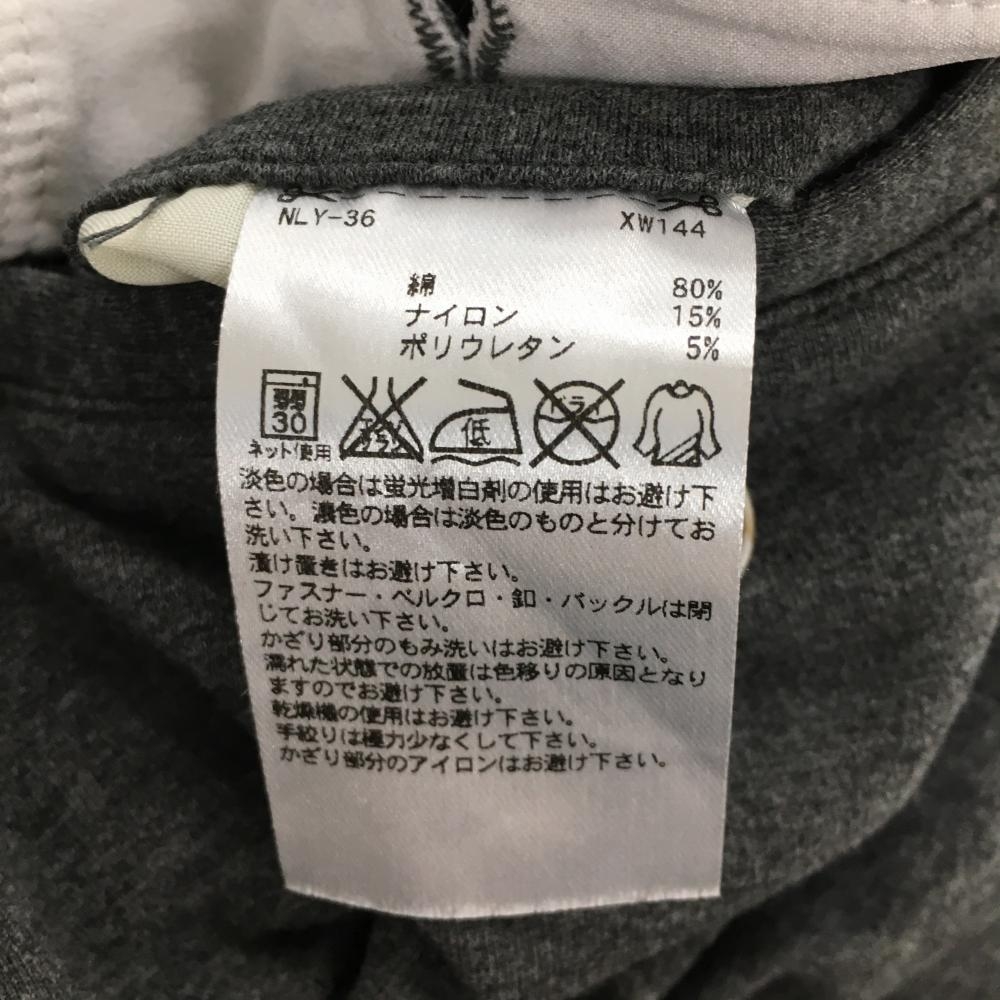 NLY-36 XW144
綿 80%
ナイロン 15%
ポリウレタン 5%
弱 30 エンソ サラシ 低 ドライ
ネット使用
淡色の場合は蛍光増白剤の使用はお避け下
さい。濃色の場合は淡色のものと分けてお
洗い下さい。
漬け置きはお避け下さい。
ファスナー・ベルクロ・釦・バックルは閉
じてお洗い下さい。
かざり部分のもみ洗いはお避け下さい。
濡れた状態での放置は色移りの原因となり
ますのでお避け下さい。
乾燥機の使用はお避け下さい。
手絞りは極力少なくして下さい。
かざり部分のアイロンはお避け下さい。